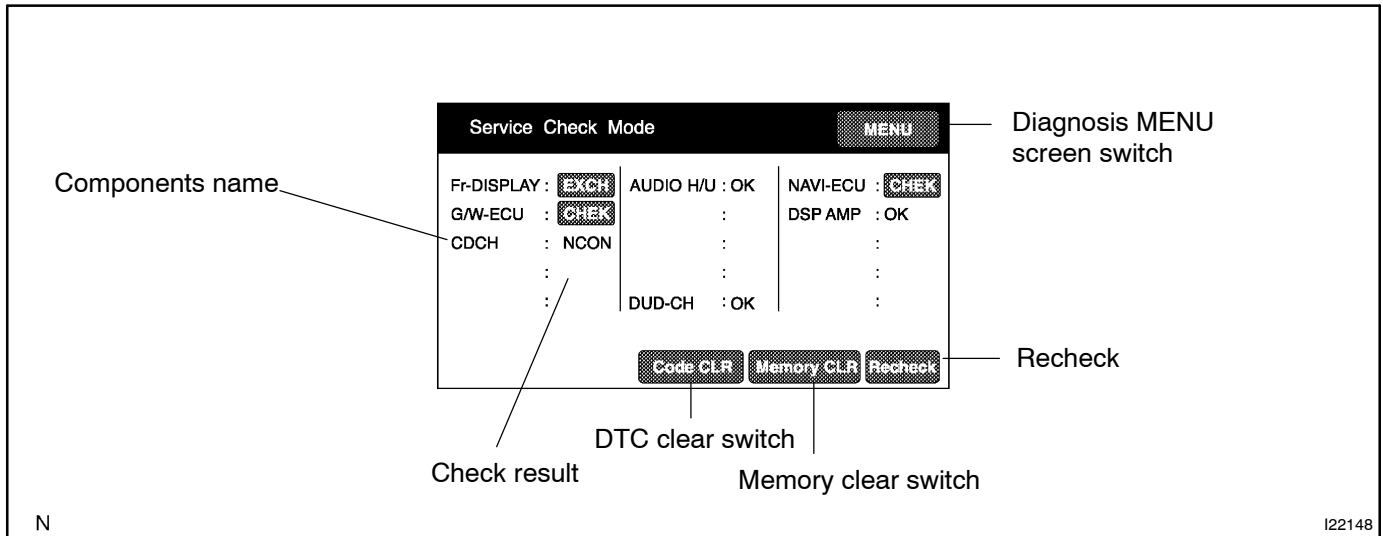 Service Check Mode MENU
Diagnosis MENU
screen switch
Components name
Fr-DISPLAY : EXCH AUDIO H/U : OK NAVI-ECU : CHEK
G/W-ECU : CHEK : DSP AMP : OK
CDCH : NCON : :
: : :
: DUD-CH : OK :
Code CLR Memory CLR Recheck
Recheck
DTC clear switch
Check result
Memory clear switch
N
I22148